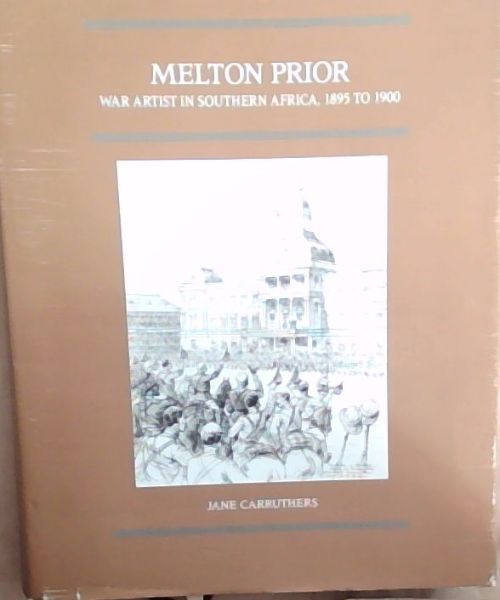 MELTON PRIOR
WAR ARTIST IN SOUTHERN AFRICA, 1895 TO 1900
JANE CARRUTHERS